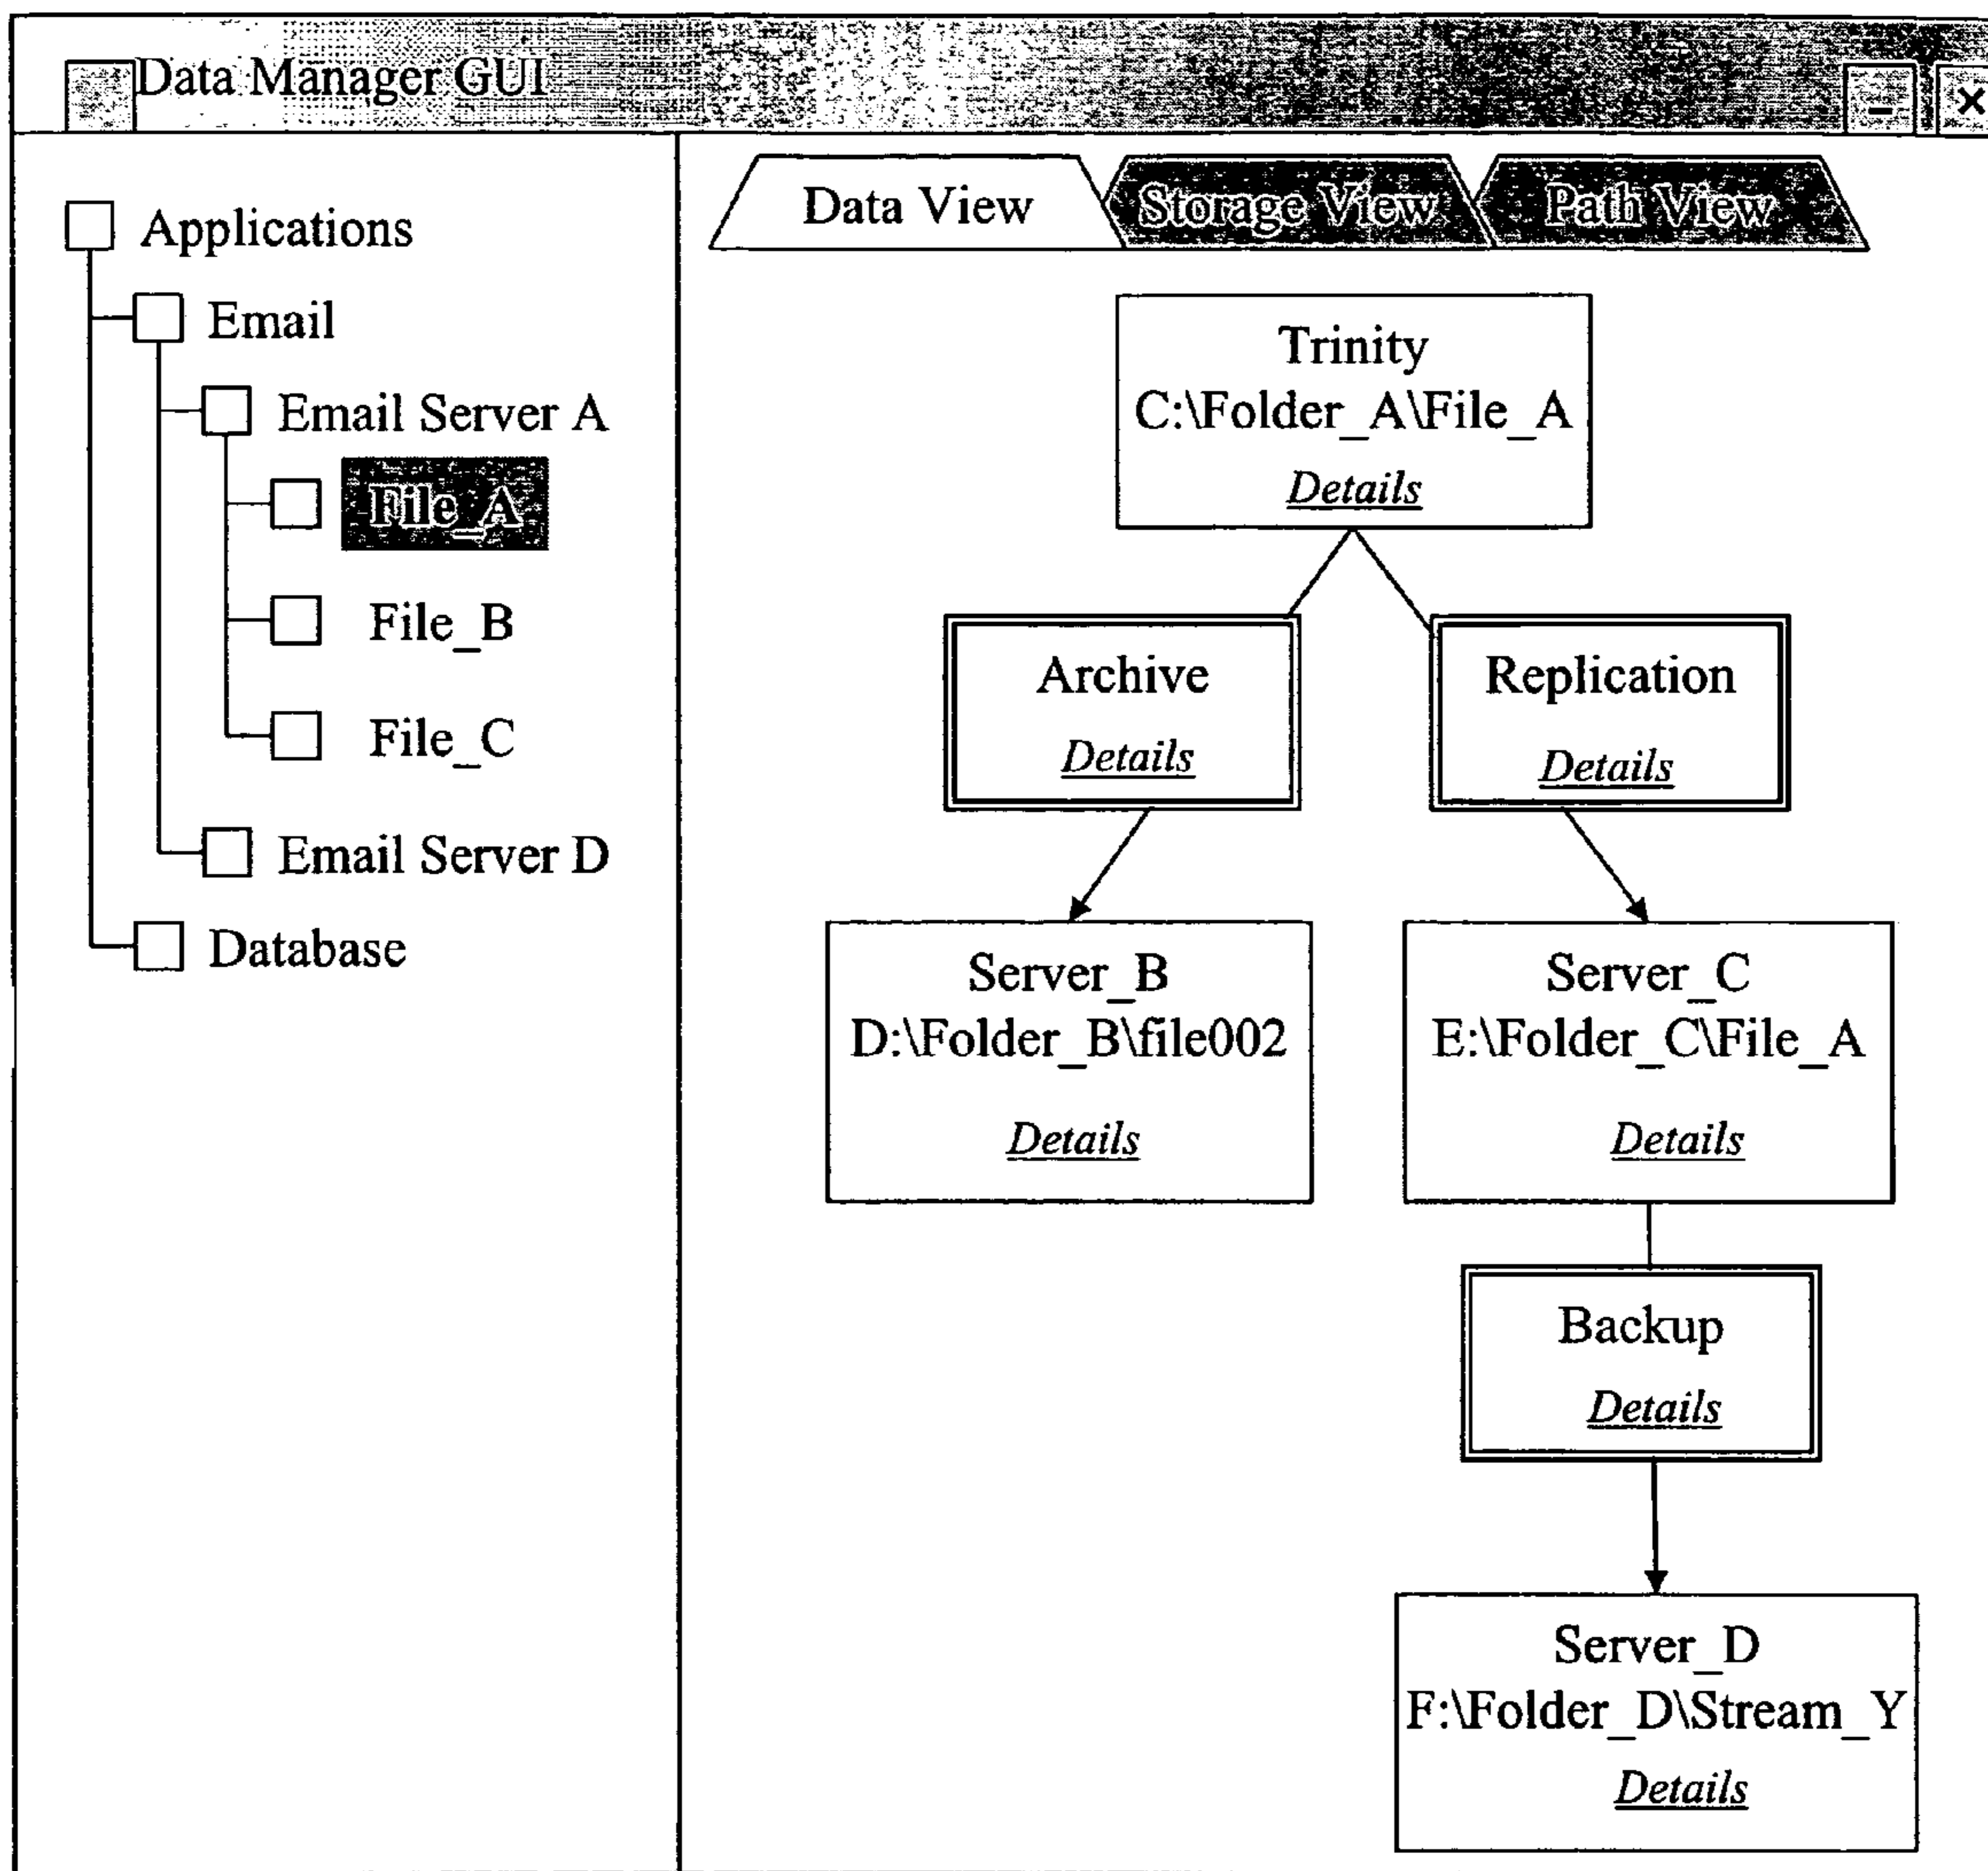 Data Manager GUI
Applications
Email
Email Server A
File_A
File_B
File_C
Email Server D
Database
Data View
Storage View
Path View
Trinity
C:\Folder_A\File_A
Details
Archive
Details
Replication
Details
Server_B
D:\Folder_B\file002
Details
Server_C
E:\Folder_C\File_A
Details
Backup
Details
Server_D
F:\Folder_D\Stream_Y
Details